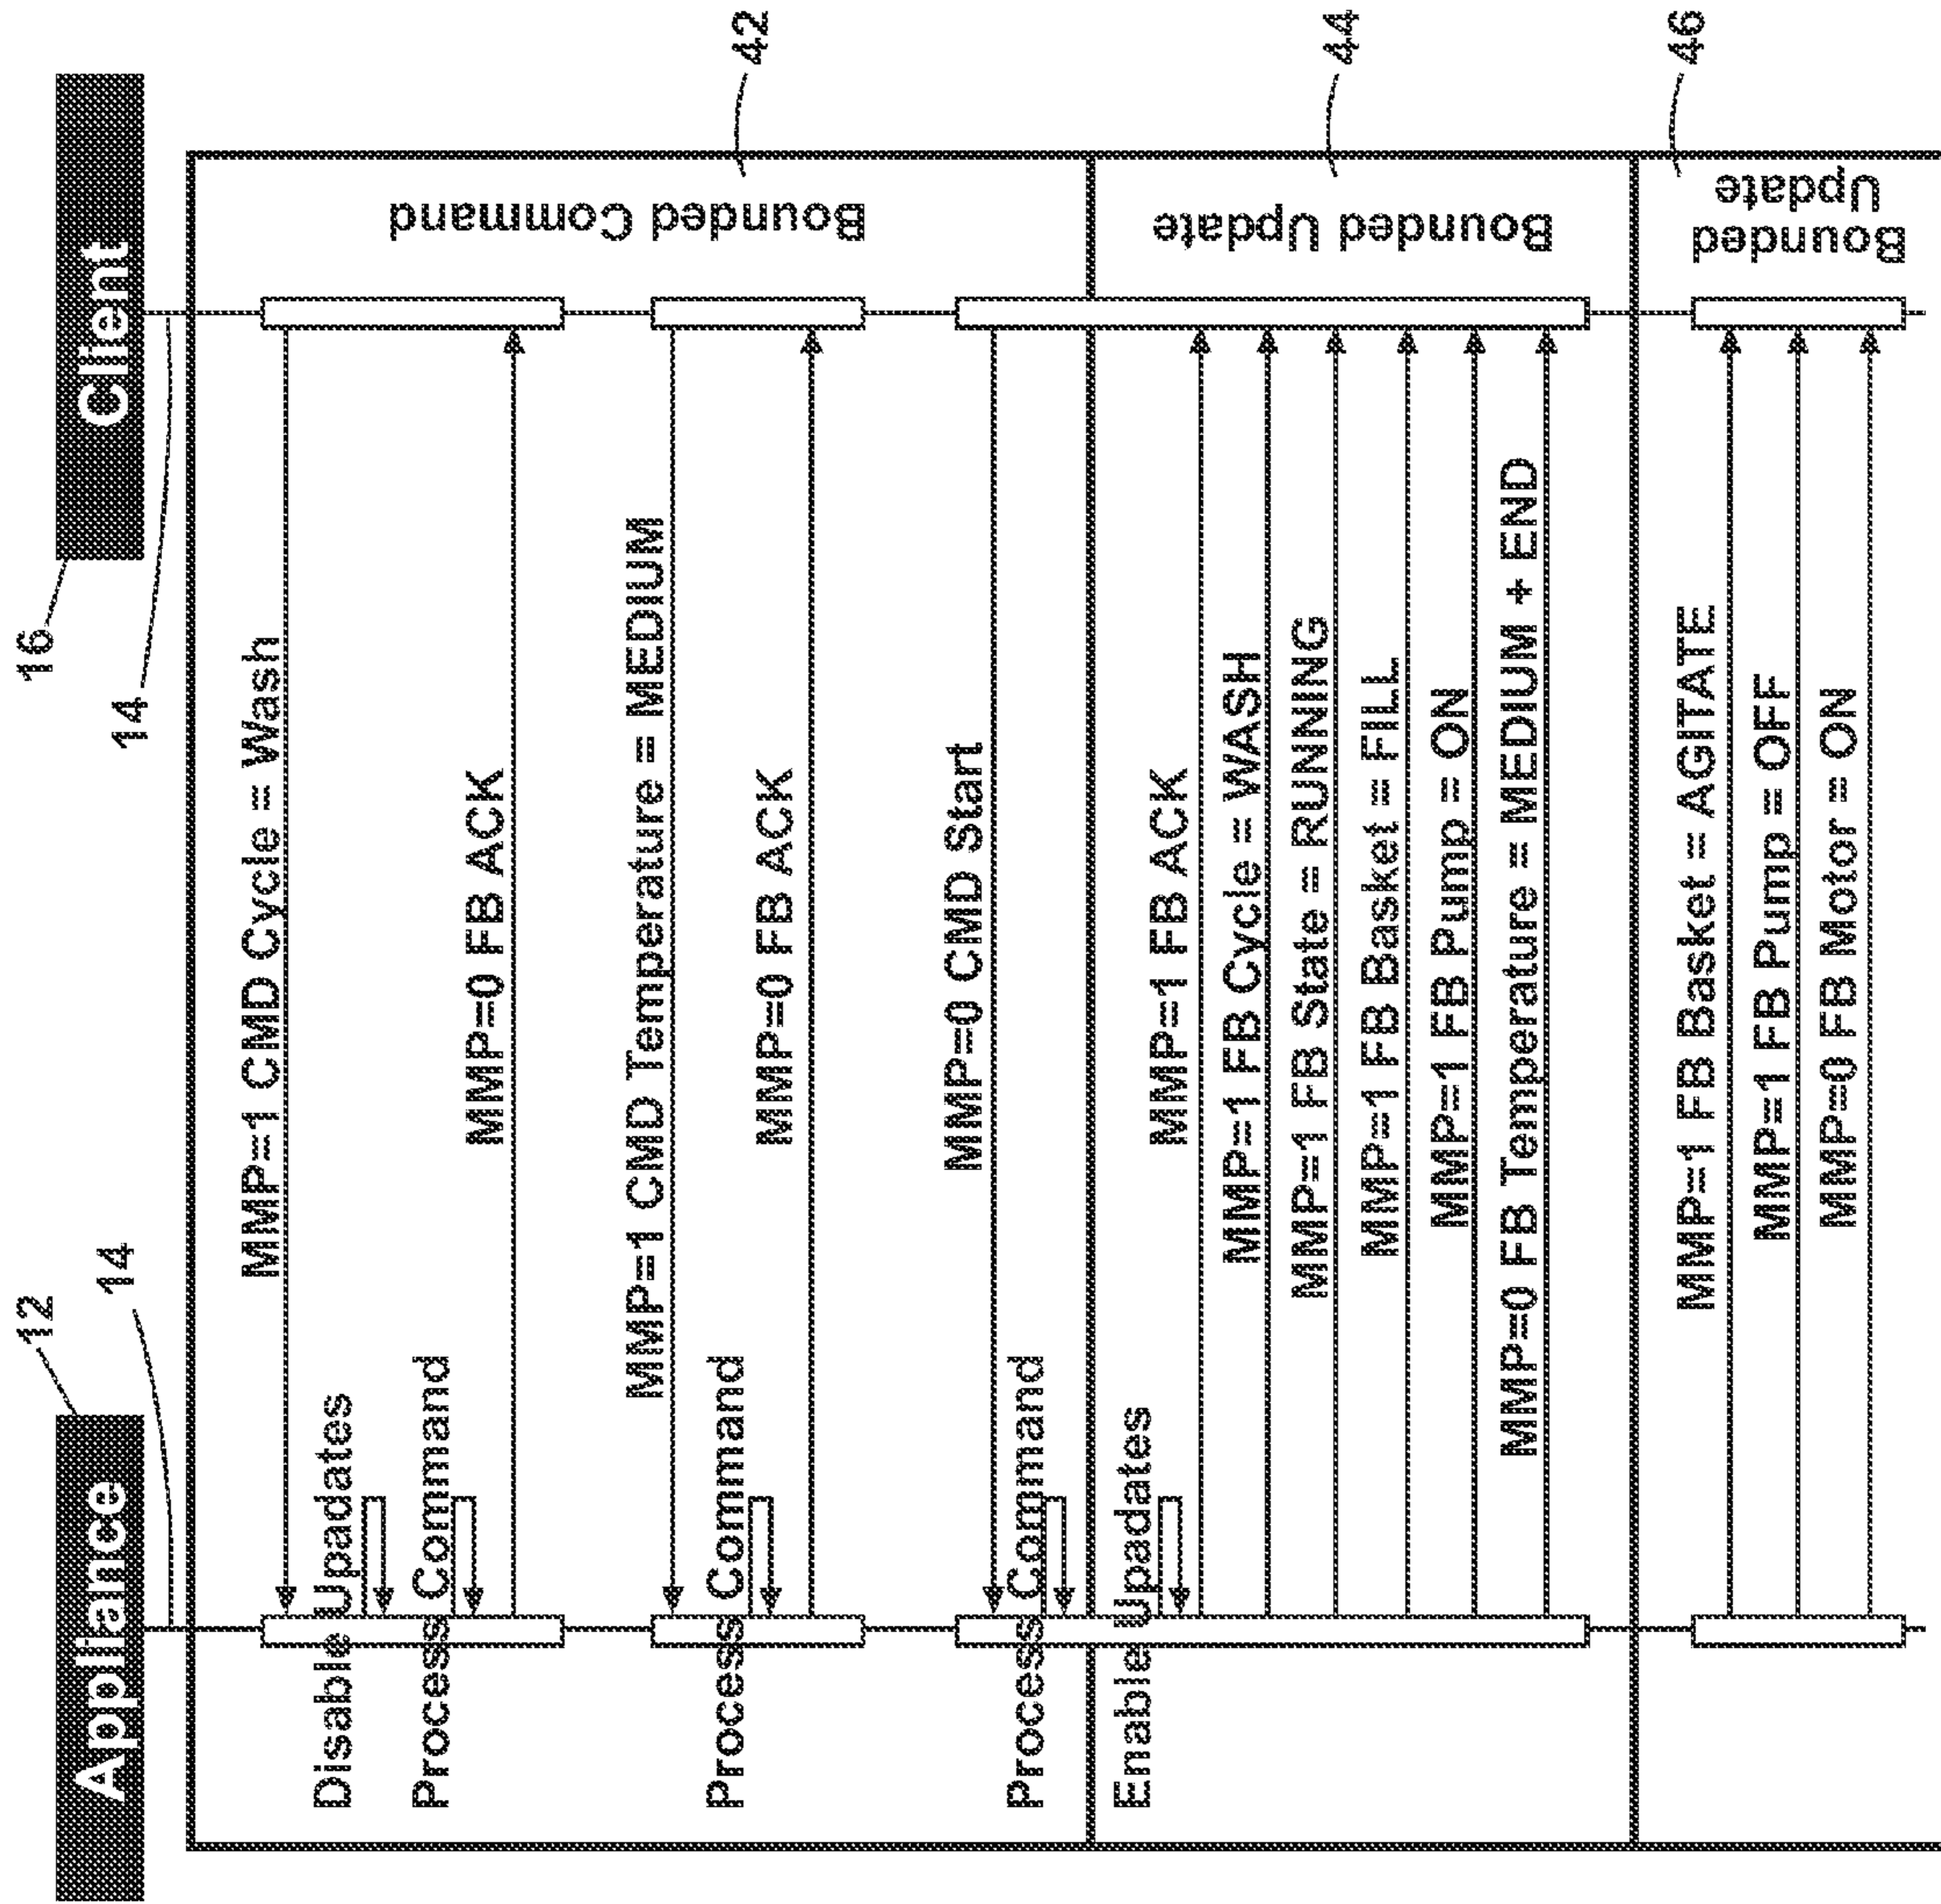 Appliance
Client
12
14
16
14
MMP=1 CMD Cycle = Wash
Disable Upadates
Process Command
MMP=0 FB ACK
MMP=1 CMD Temperature = MEDIUM
Process Command
MMP=0 FB ACK
MMP=0 CMD Start
Process Command
Bounded Command
42
Enable Upadates
MMP=1 FB ACK
MMP=1 FB Cycle = WASH
MMP=1 FB State = RUNNING
MMP=1 FB Basket = FILL
MMP=1 FB Pump = ON
MMP=0 FB Temperature = MEDIUM + END
Bounded Update
44
MMP=1 FB Basket = AGITATE
MMP=1 FB Pump = OFF
MMP=0 FB Motor = ON
Bounded
Update
46